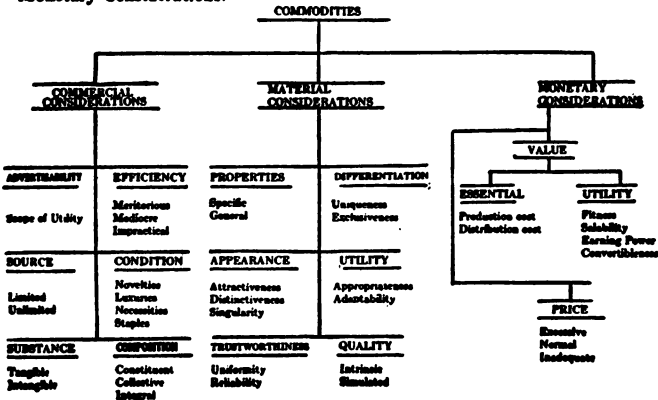 Monetary Considerations.
COMMODITIES
COMMERCIAL
CONSIDERATIONS
MATERIAL
CONSIDERATIONS
MONETARY
CONSIDERATIONS
VALUE
ADVERTISABILITY
Scope of Utility
EFFICIENCY
Meritorious
Mediocre
Impractical
PROPERTIES
Specific
General
DIFFERENTIATION
Uniqueness
Exclusiveness
ESSENTIAL
Production cost
Distribution cost
UTILITY
Fitness
Salability
Earning Power
Convertibleness
SOURCE
Limited
Unlimited
CONDITION
Novelties
Luxuries
Necessities
Staples
APPEARANCE
Attractiveness
Distinctiveness
Singularity
UTILITY
Appropriateness
Adaptability
PRICE
Excessive
Normal
Inadequate
SUBSTANCE
Tangible
Intangible
COMPOSITION
Constituent
Collective
Integral
TRUSTWORTHINESS
Uniformity
Reliability
QUALITY
Intrinsic
Simulated